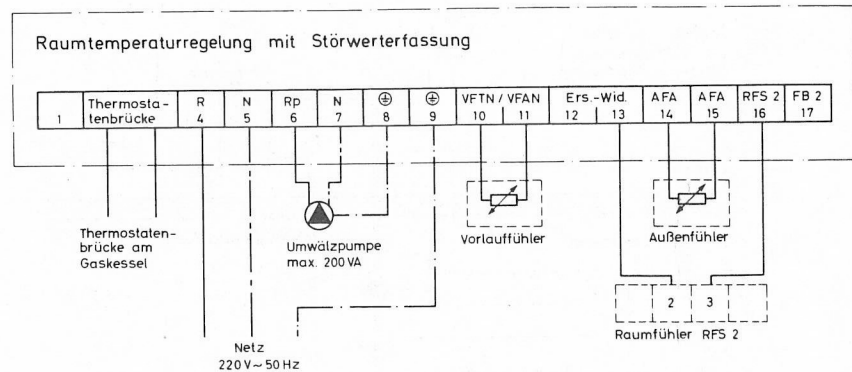 Raumtemperaturregelung mit Störwerterfassung
Thermosta- R N Rp N VFTN / VFAN Ers.-Wid. AFA AFA RFS 2 FB 2
1 tenbrücke 4 5 6 7 8 9 10 11 12 13 14 15 16 17
Thermostaten-
brücke am
Gaskessel
Umwälzpumpe
max. 200 VA
Vorlauffühler
Außenfühler
2 3
Raumfühler RFS 2
Netz
220 V ~ 50 Hz